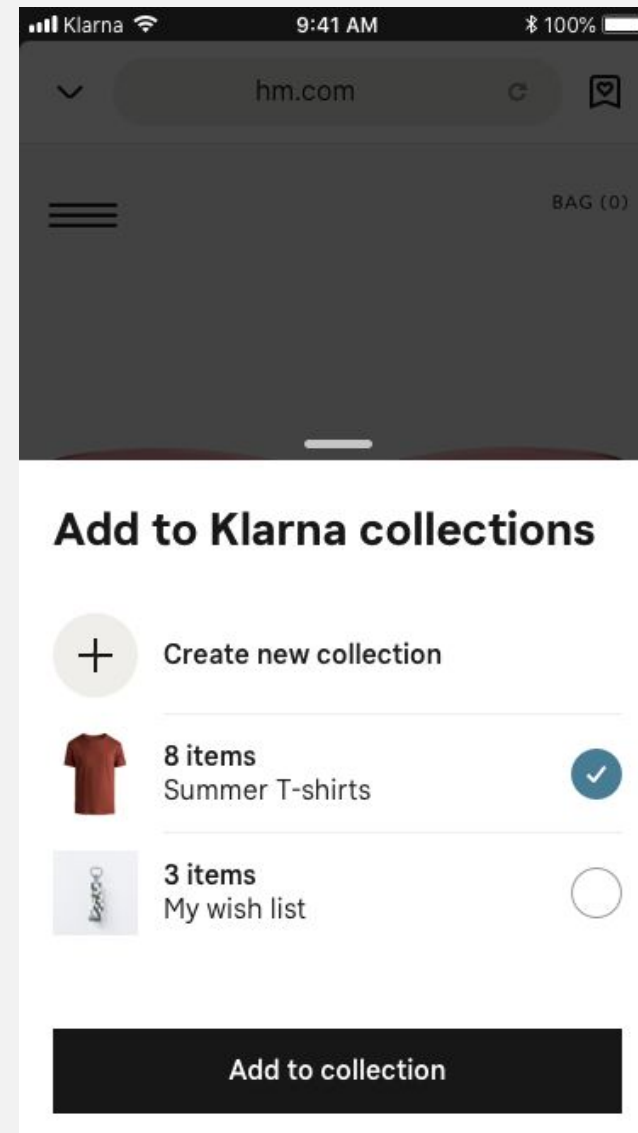 Klarna 9:41 AM 100%
hm.com
BAG (0)
Add to Klarna collections
Create new collection
8 items
Summer T-shirts
3 items
My wish list
Add to collection